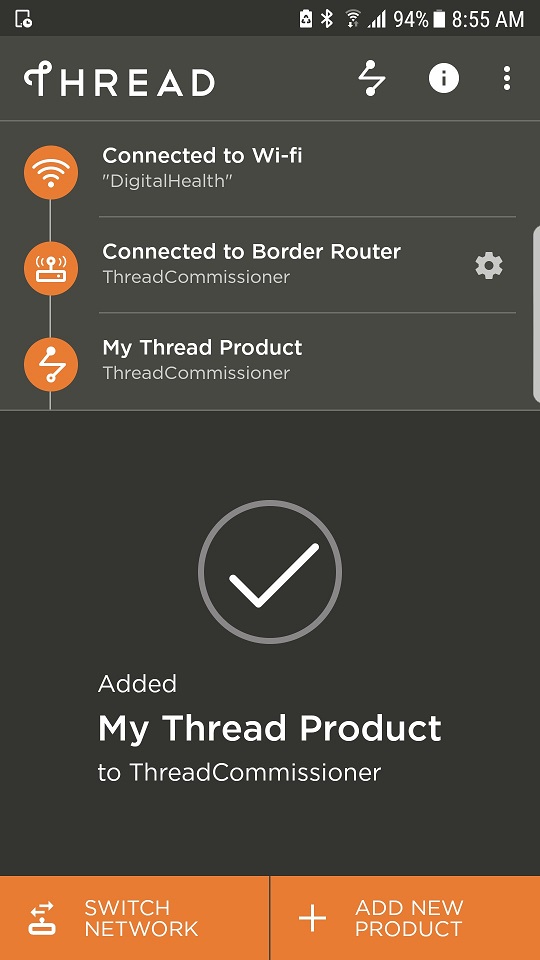 94% 8:55 AM
THREAD
Connected to Wi-fi
"DigitalHealth"
Connected to Border Router
ThreadCommissioner
My Thread Product
ThreadCommissioner
Added
My Thread Product
to ThreadCommissioner
SWITCH
NETWORK
ADD NEW
PRODUCT